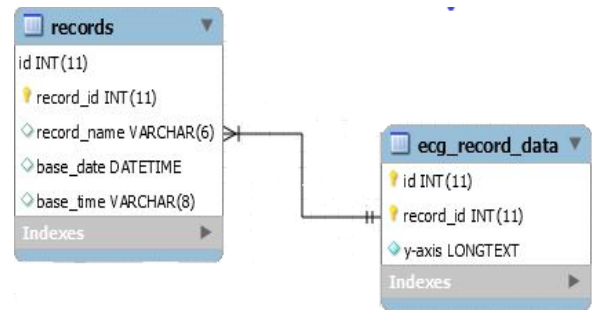 records
id INT(11)
record_id INT(11)
record_name VARCHAR(6)
base_date DATETIME
base_time VARCHAR(8)
Indexes
ecg_record_data
id INT(11)
record_id INT(11)
y-axis LONGTEXT
Indexes